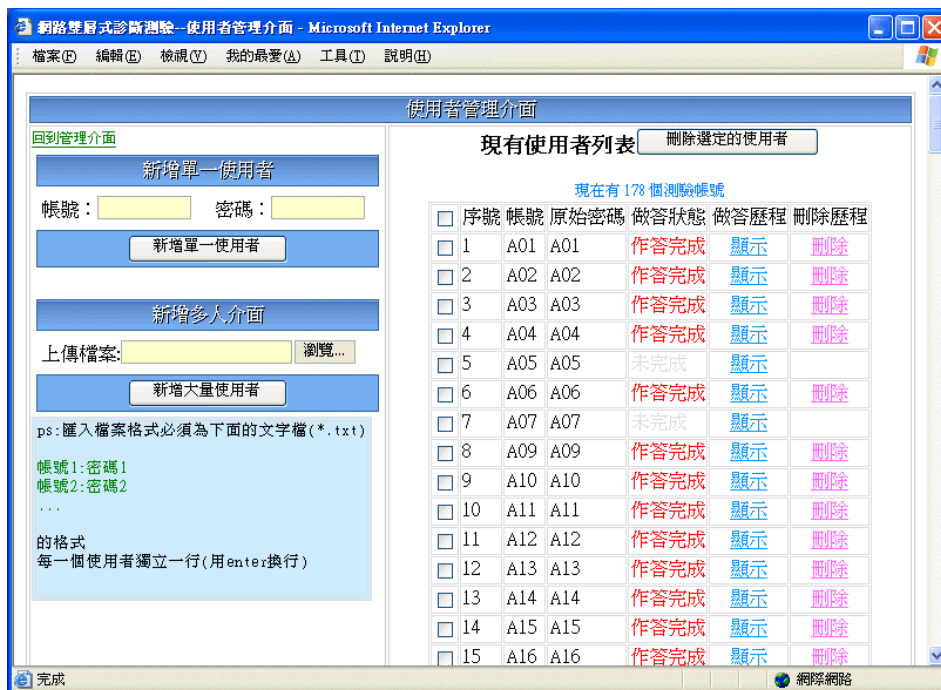 網路雙層式診斷測驗--使用者管理介面 - Microsoft Internet Explorer
檔案(F) 編輯(E) 檢視(V) 我的最愛(A) 工具(T) 說明(H)
使用者管理介面
回到管理介面
新增單一使用者
帳號： 密碼：
新增單一使用者
新增多人介面
上傳檔案: 瀏覽...
新增大量使用者
ps:匯入檔案格式必須為下面的文字檔(*.txt)
帳號1:密碼1
帳號2:密碼2
...
的格式
每一個使用者獨立一行(用enter換行)
現有使用者列表 刪除選定的使用者
現在有 178 個測驗帳號
序號 帳號 原始密碼 做答狀態 做答歷程 刪除歷程
1 A01 A01 作答完成 顯示 刪除
2 A02 A02 作答完成 顯示 刪除
3 A03 A03 作答完成 顯示 刪除
4 A04 A04 作答完成 顯示 刪除
5 A05 A05 未完成 顯示
6 A06 A06 作答完成 顯示 刪除
7 A07 A07 未完成 顯示
8 A09 A09 作答完成 顯示 刪除
9 A10 A10 作答完成 顯示 刪除
10 A11 A11 作答完成 顯示 刪除
11 A12 A12 作答完成 顯示 刪除
12 A13 A13 作答完成 顯示 刪除
13 A14 A14 作答完成 顯示 刪除
14 A15 A15 作答完成 顯示 刪除
15 A16 A16 作答完成 顯示 刪除
完成 網際網路